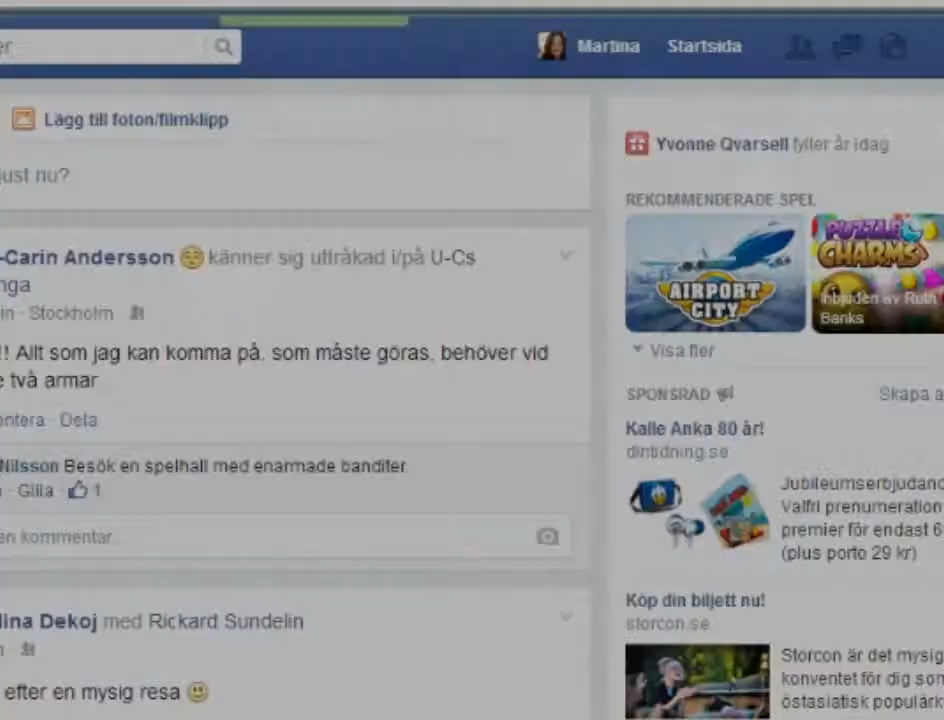 er
Martina Startsida
Lägg till foton/filmklipp
just nu?
-Carin Andersson känner sig uttråkad i/på U-Cs
nga
in · Stockholm
!! Allt som jag kan komma på, som måste göras, behöver vid
e två armar
entera · Dela
Nilsson Besök en spelhall med enarmade banditer
· Gilla · 1
en kommentar...
lina Dekoj med Rickard Sundelin
efter en mysig resa
Yvonne Qvarsell fyller år idag
REKOMMENDERADE SPEL
AIRPORT
CITY
PUZZLE
CHARMS
Inbjuden av Ruth
Banks
Visa fler
SPONSRAD Skapa a
Kalle Anka 80 år!
dintidning.se
Jubileumserbjudand
Valfri prenumeration
premier för endast 6
(plus porto 29 kr)
Köp din biljett nu!
storcon.se
Storcon är det mysig
konventet för dig som
östasiatisk populärk